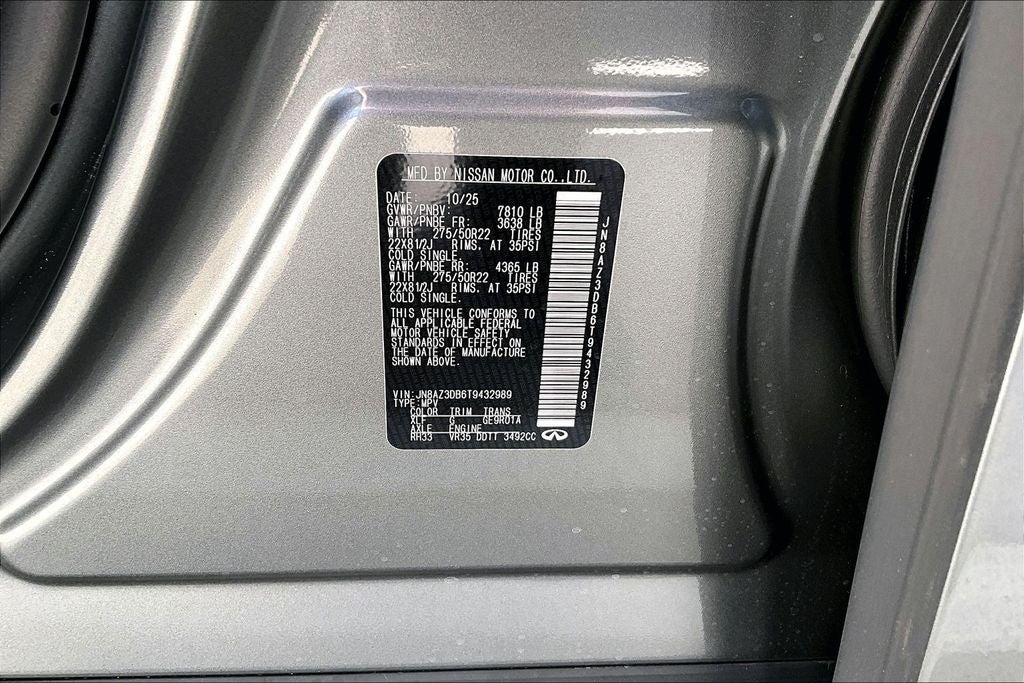 MFD BY NISSAN MOTOR CO.,LTD.
DATE: 10/25
GVWR/PNBV: 7810 LB
GAWR/PNBE FR: 3638 LB
WITH 275/50R22 TIRES
22X81/2J RIMS. AT 35PSI
COLD SINGLE.
GAWR/PNBE RR: 4365 LB
WITH 275/50R22 TIRES
22X81/2J RIMS. AT 35PSI
COLD SINGLE.
THIS VEHICLE CONFORMS TO
ALL APPLICABLE FEDERAL
MOTOR VEHICLE SAFETY
STANDARDS IN EFFECT ON
THE DATE OF MANUFACTURE
SHOWN ABOVE.
VIN:JN8AZ3DB6T9432989
TYPE:MPV
COLOR TRIM TRANS
XLF G GE9R01A
AXLE ENGINE
RH33 VR35 DDTT 3492CC
JN8AZ3DB6T9432989